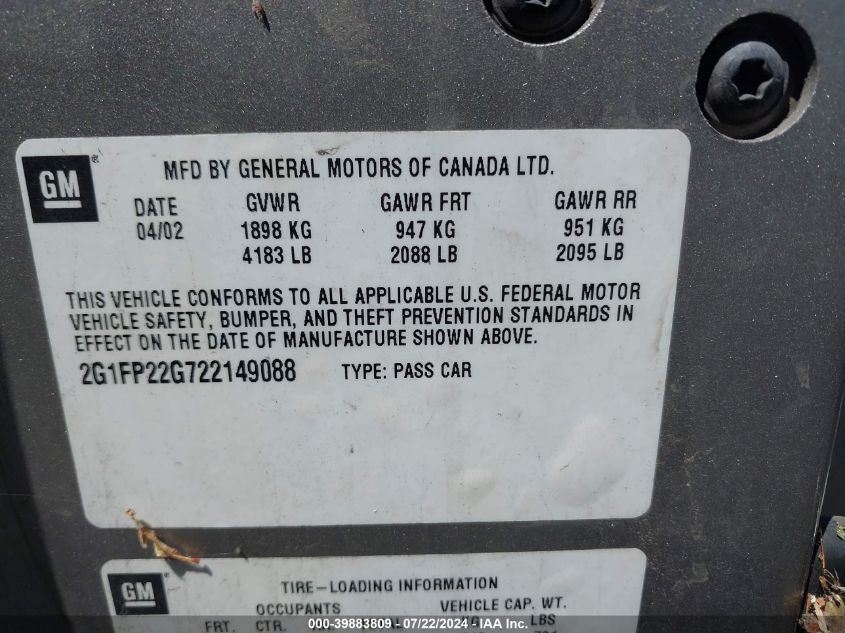 GM
MFD BY GENERAL MOTORS OF CANADA LTD.
DATE GVWR GAWR FRT GAWR RR
04/02 1898 KG 947 KG 951 KG
4183 LB 2088 LB 2095 LB
THIS VEHICLE CONFORMS TO ALL APPLICABLE U.S. FEDERAL MOTOR
VEHICLE SAFETY, BUMPER, AND THEFT PREVENTION STANDARDS IN
EFFECT ON THE DATE OF MANUFACTURE SHOWN ABOVE.
2G1FP22G722149088 TYPE: PASS CAR
GM
TIRE-LOADING INFORMATION
OCCUPANTS VEHICLE CAP. WT.
FRT. CTR. LBS
000-39883809 - 07/22/2024 - IAA Inc.